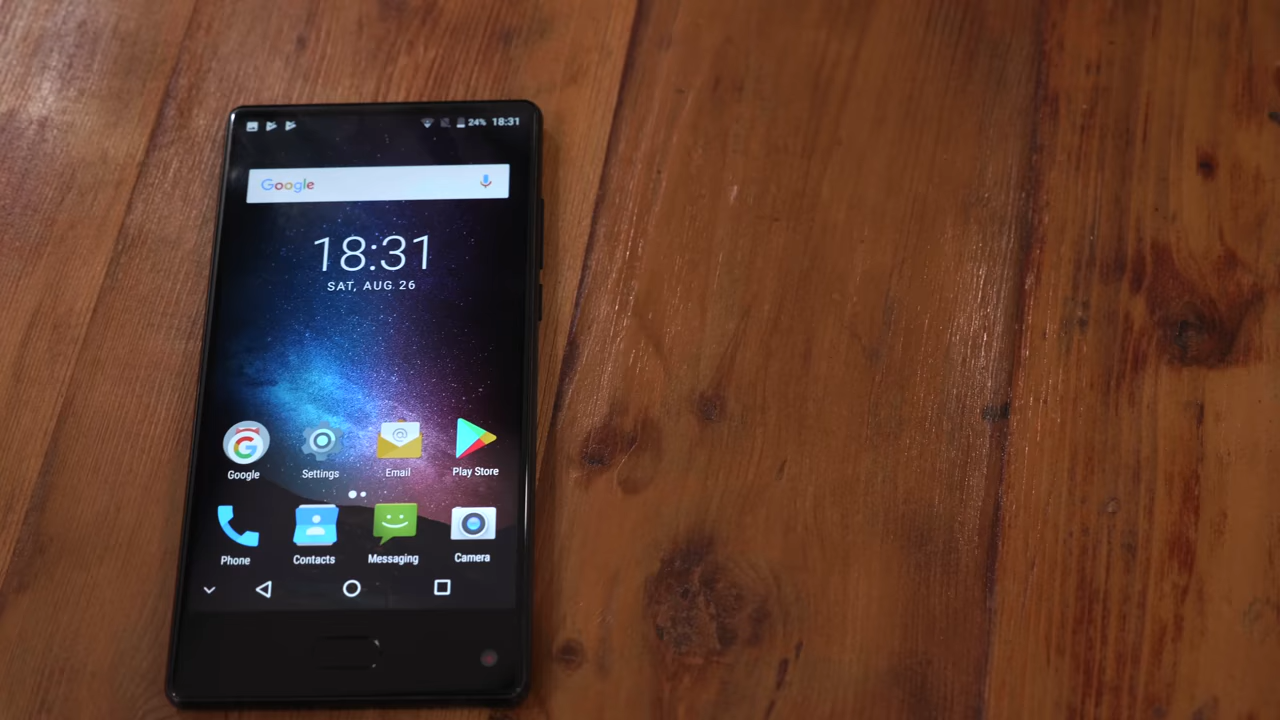 24% 18:31
Google
18:31
SAT, AUG 26
Google Settings Email Play Store
Phone Contacts Messaging Camera